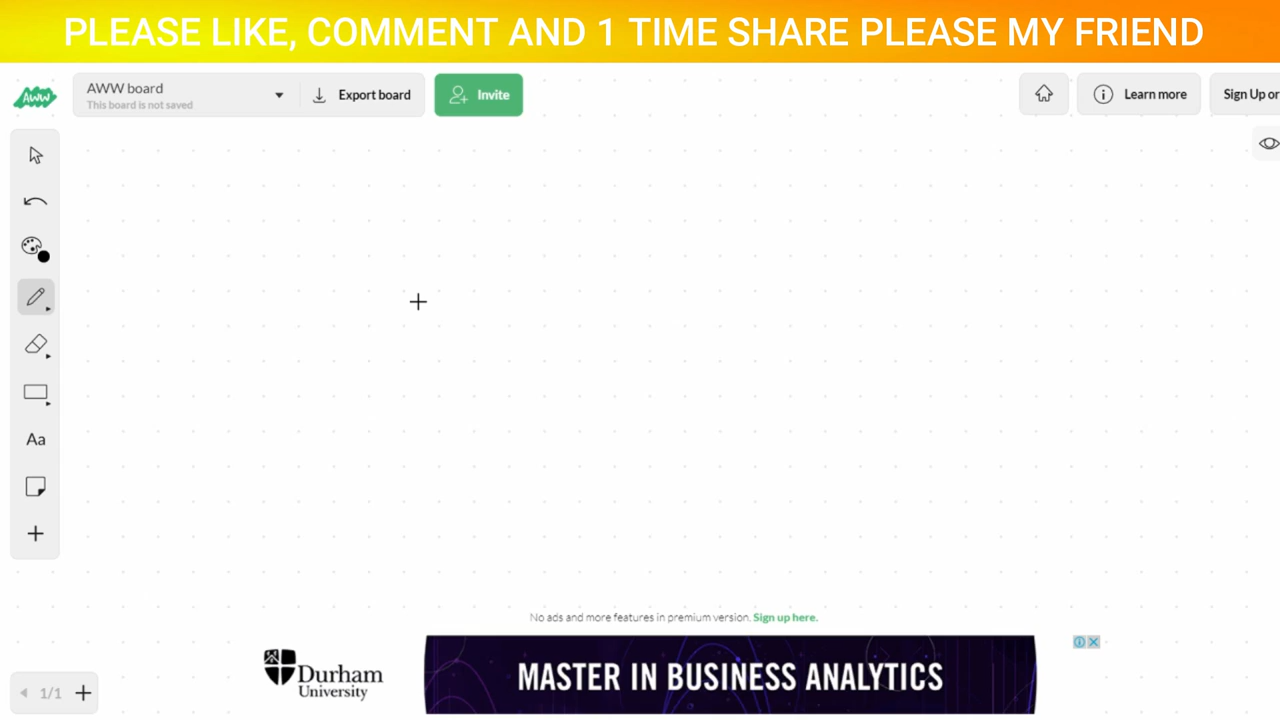 PLEASE LIKE, COMMENT AND 1 TIME SHARE PLEASE MY FRIEND
AWW
AWW board
This board is not saved
Export board
Invite
Learn more
Sign Up or
Aa
No ads and more features in premium version. Sign up here.
Durham
University
MASTER IN BUSINESS ANALYTICS
1/1